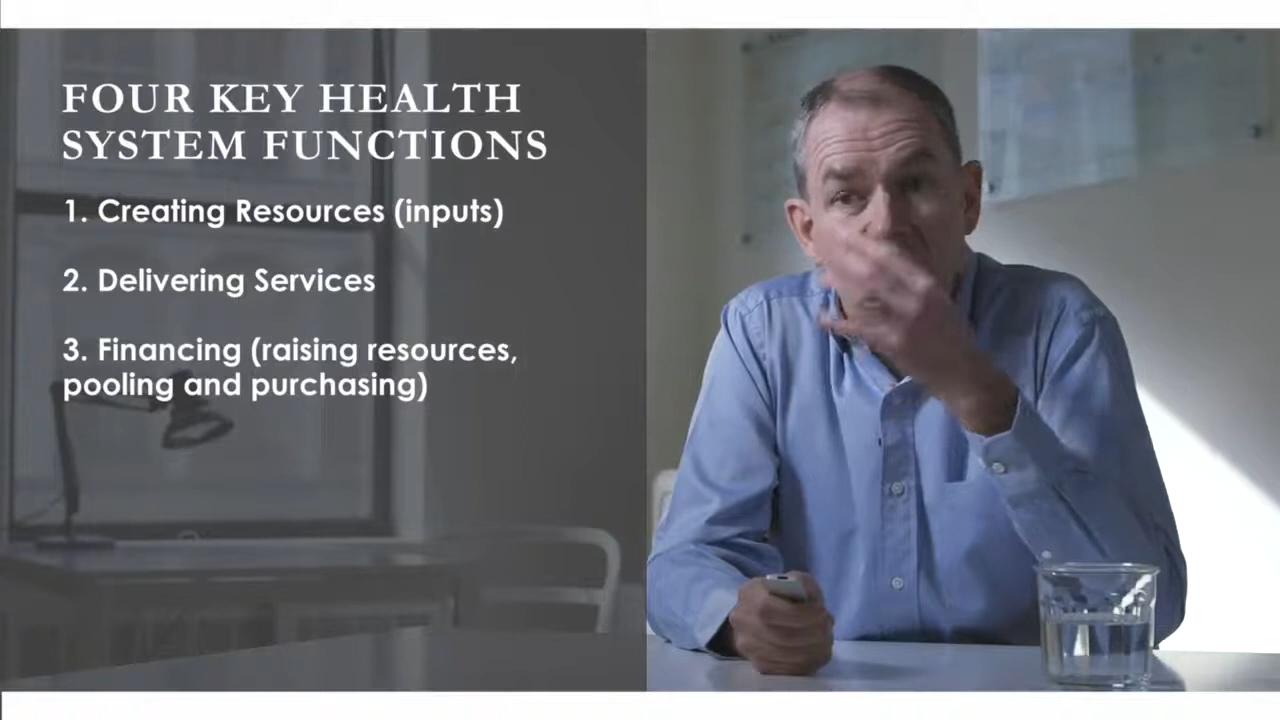 FOUR KEY HEALTH
SYSTEM FUNCTIONS
1. Creating Resources (inputs)
2. Delivering Services
3. Financing (raising resources,
pooling and purchasing)